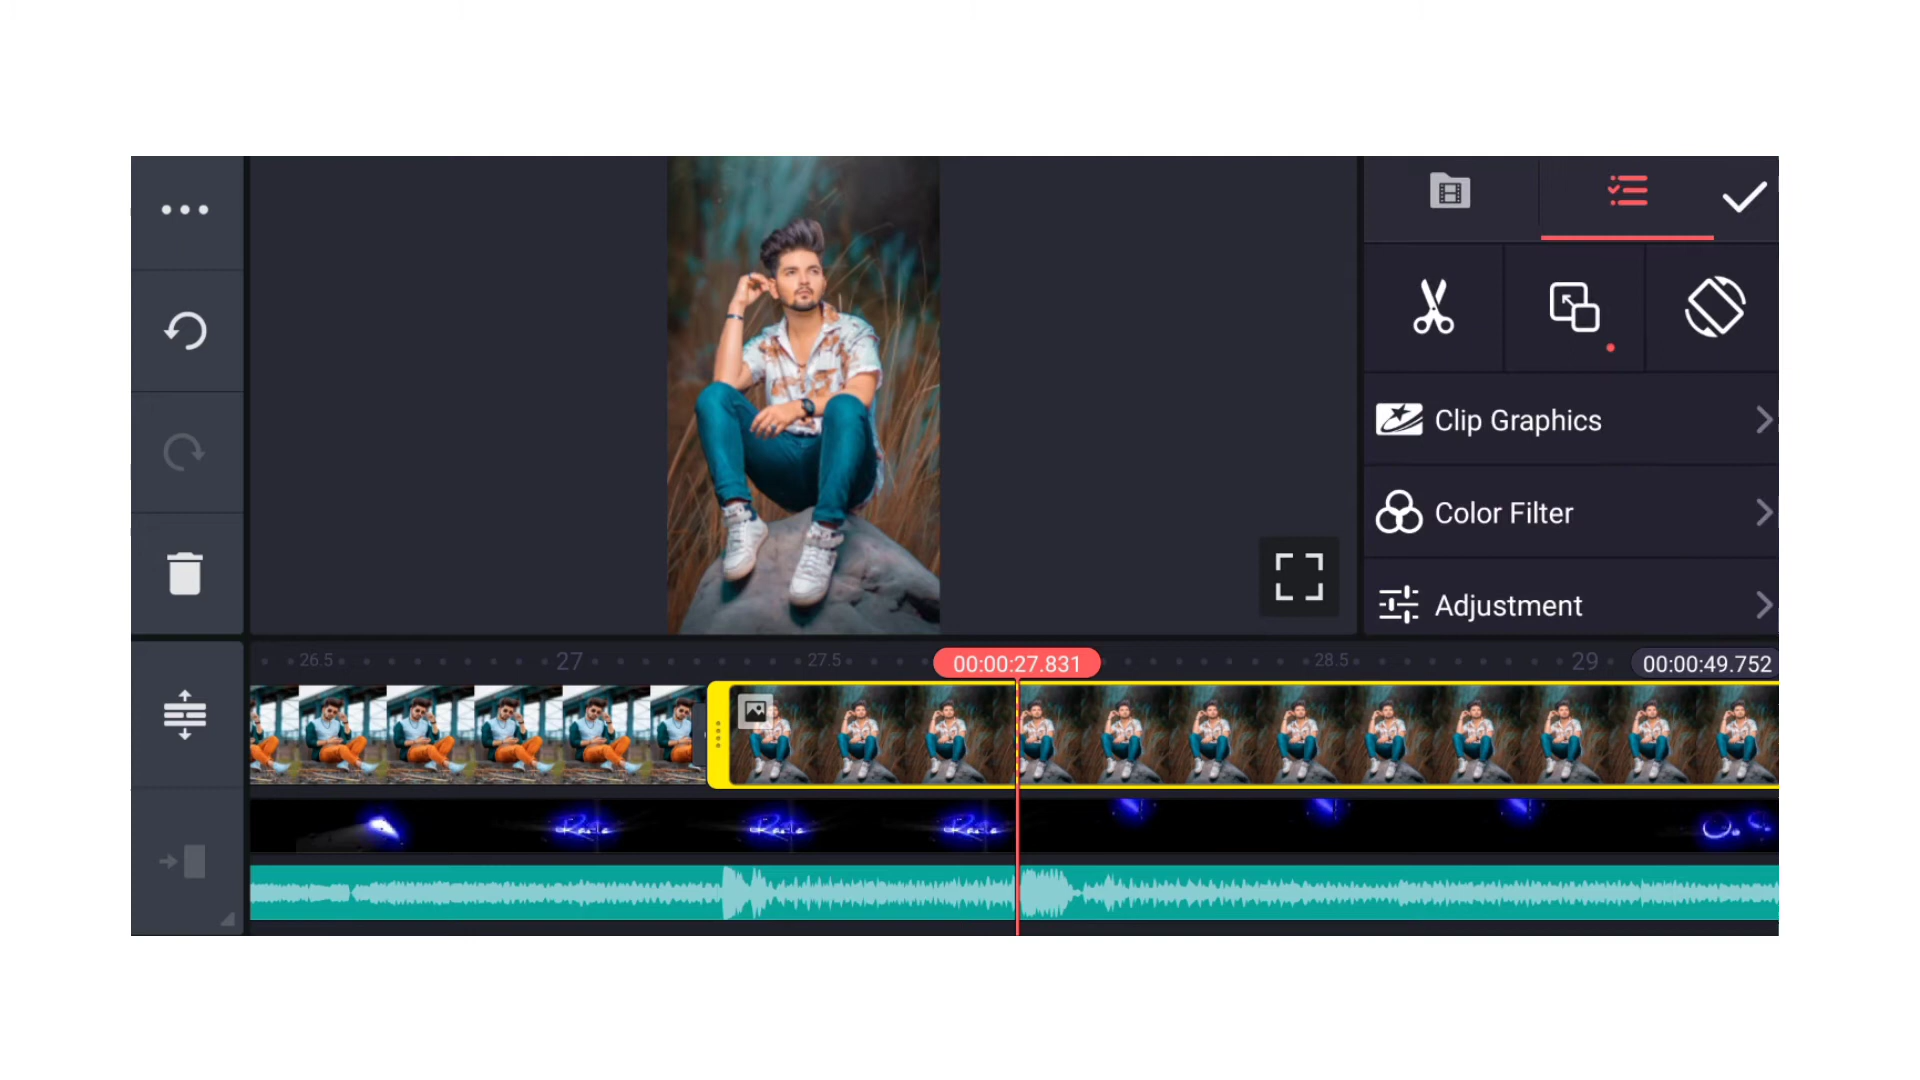 Clip Graphics
Color Filter
Adjustment
26.5
27
27.5
00:00:27.831
28.5
29
00:00:49.752